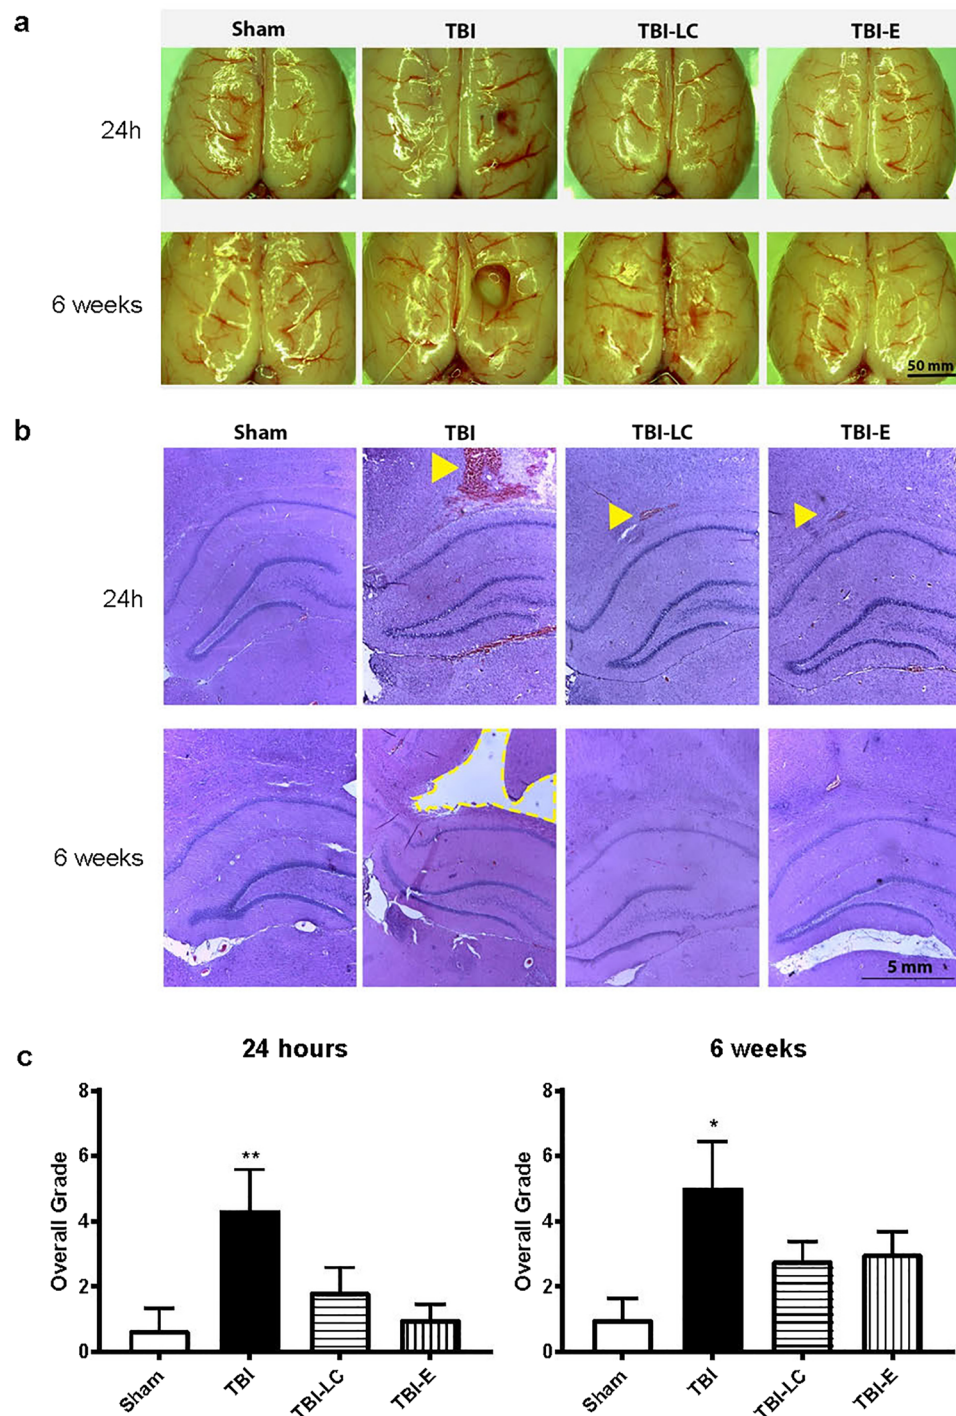 a
Sham TBI TBI-LC TBI-E
24h
6 weeks
50 mm
b
Sham TBI TBI-LC TBI-E
24h
6 weeks
5 mm
c
24 hours
Overall Grade
8
6
4
2
0
**
Sham TBI TBI-LC TBI-E
6 weeks
Overall Grade
8
6
4
2
0
*
Sham TBI TBI-LC TBI-E